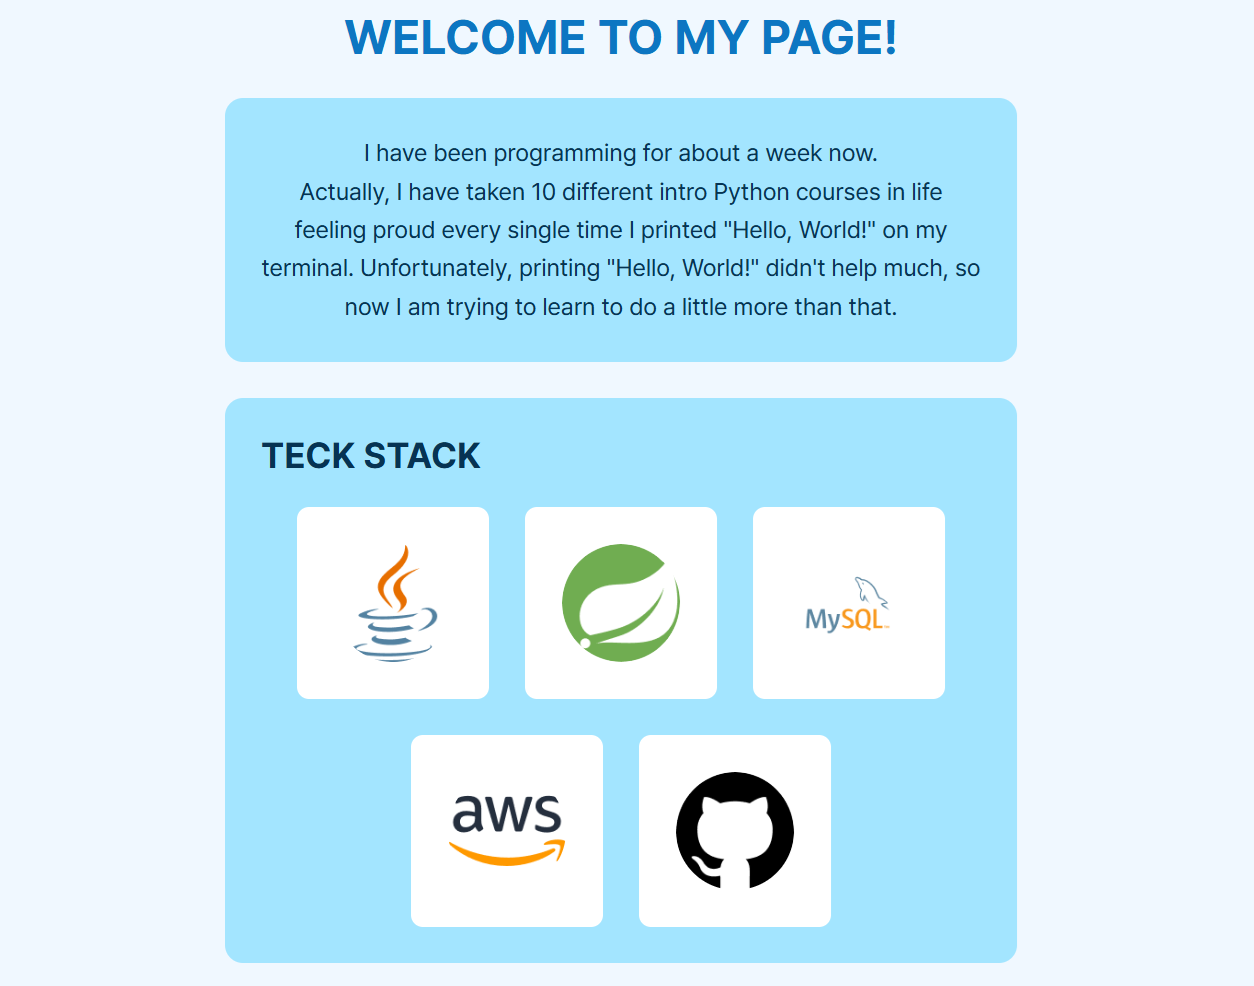 WELCOME TO MY PAGE!
I have been programming for about a week now.
Actually, I have taken 10 different intro Python courses in life
feeling proud every single time I printed "Hello, World!" on my
terminal. Unfortunately, printing "Hello, World!" didn't help much, so
now I am trying to learn to do a little more than that.
TECK STACK
MySQL
aws